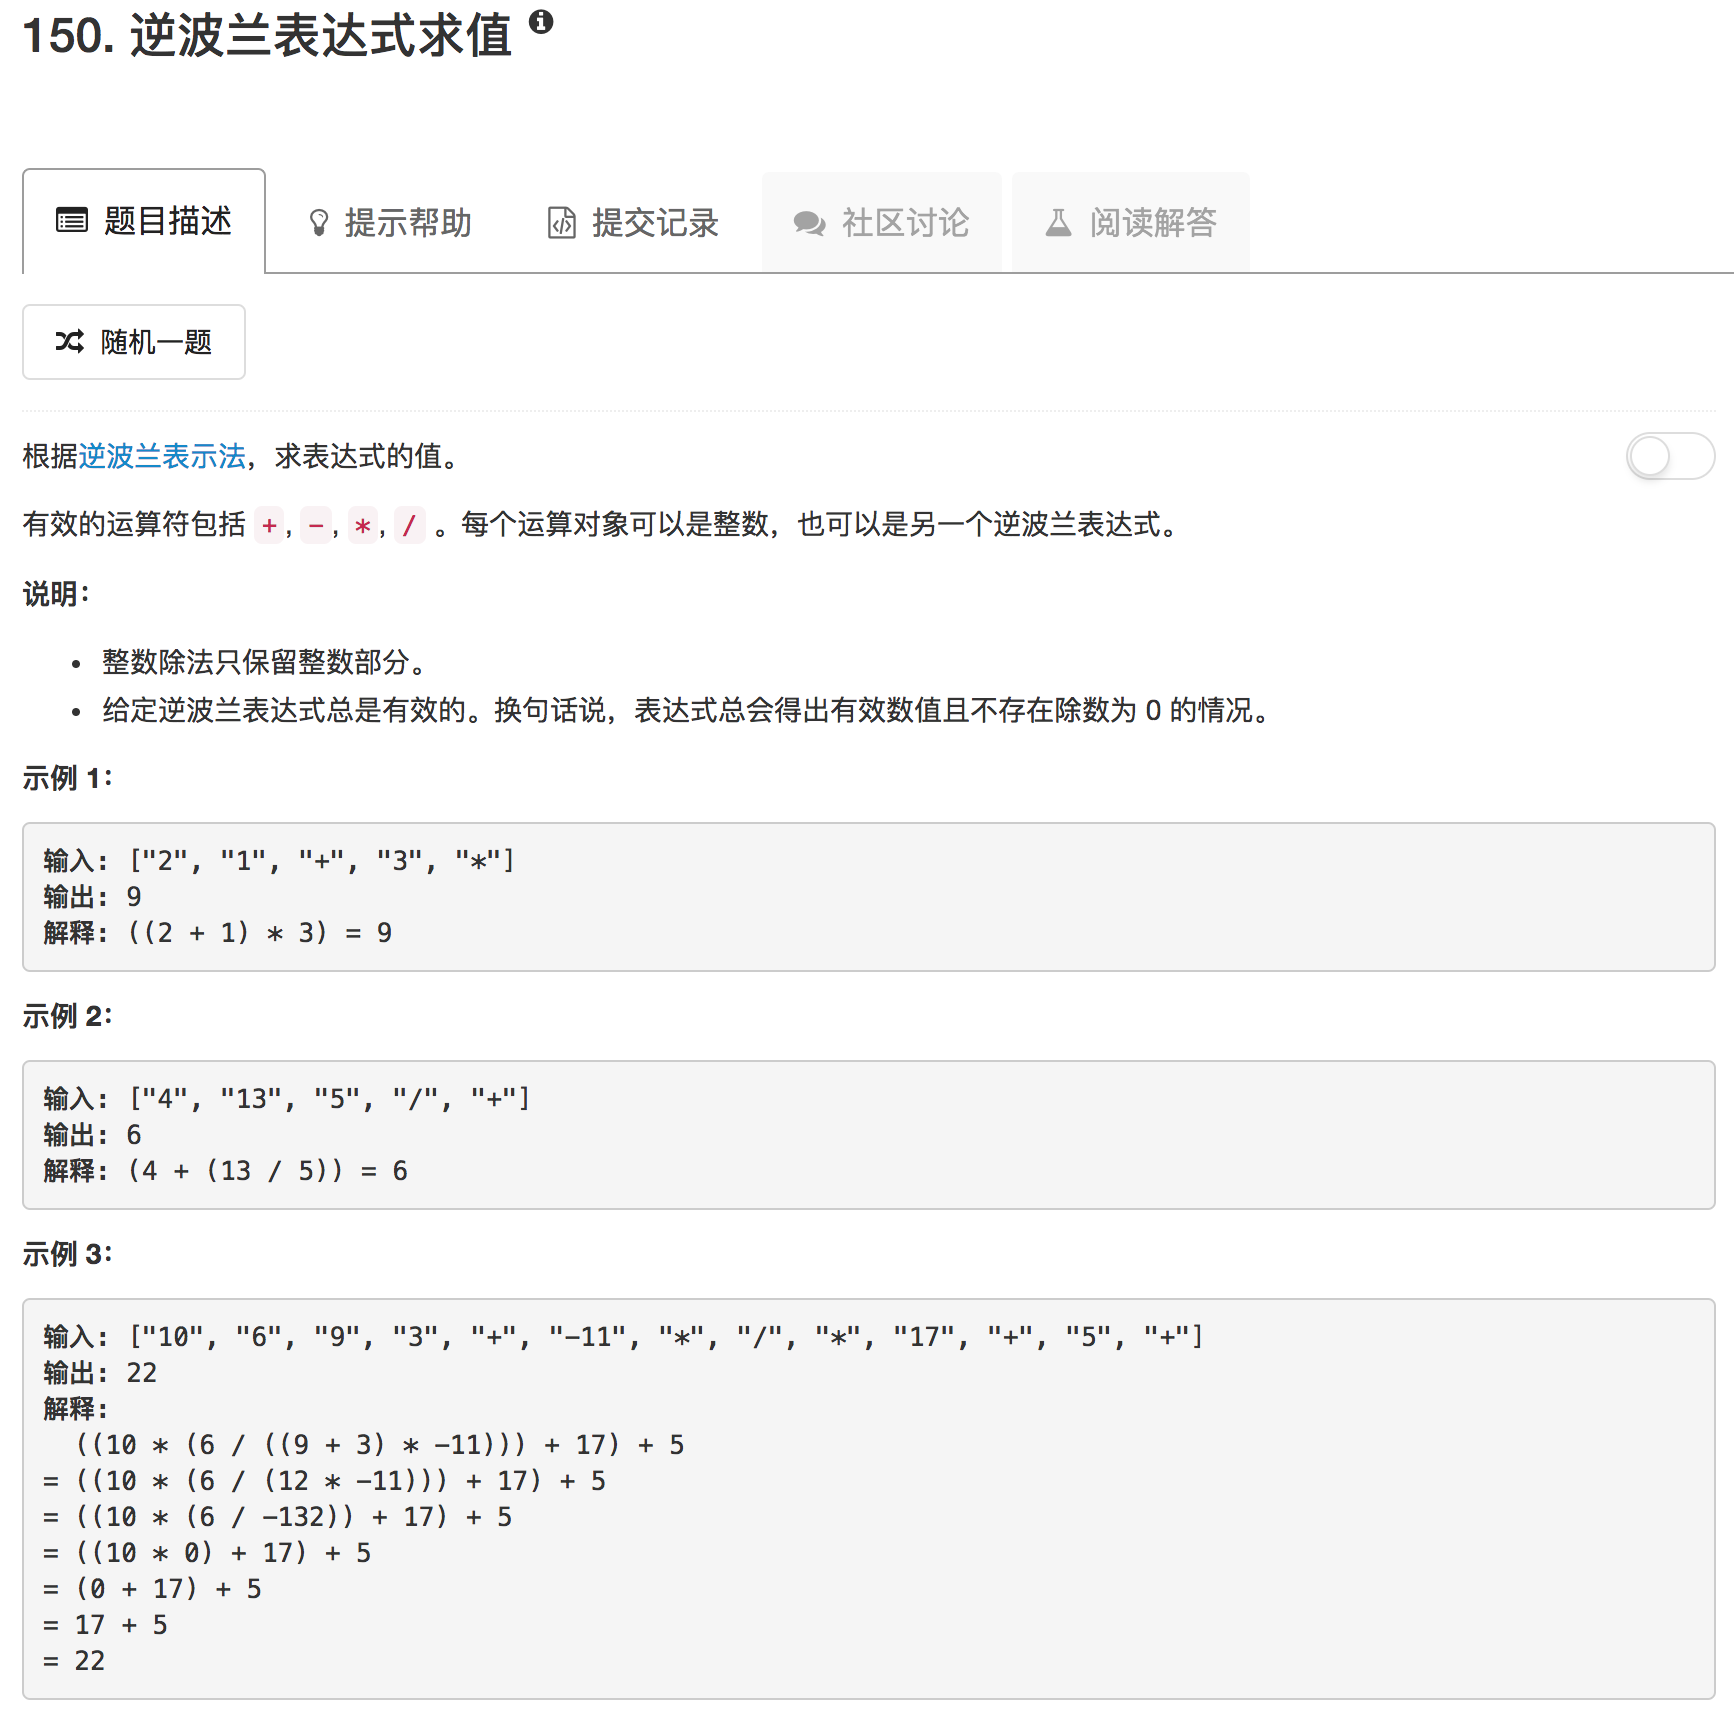 150. 逆波兰表达式求值
题目描述 提示帮助 提交记录 社区讨论 阅读解答
随机一题
根据逆波兰表示法，求表达式的值。
有效的运算符包括 +, -, *, / 。每个运算对象可以是整数，也可以是另一个逆波兰表达式。
说明：
• 整数除法只保留整数部分。
• 给定逆波兰表达式总是有效的。换句话说，表达式总会得出有效数值且不存在除数为 0 的情况。
示例 1：
输入: ["2", "1", "+", "3", "*"]
输出: 9
解释: ((2 + 1) * 3) = 9
示例 2：
输入: ["4", "13", "5", "/", "+"]
输出: 6
解释: (4 + (13 / 5)) = 6
示例 3：
输入: ["10", "6", "9", "3", "+", "-11", "*", "/", "*", "17", "+", "5", "+"]
输出: 22
解释:
((10 * (6 / ((9 + 3) * -11))) + 17) + 5
= ((10 * (6 / (12 * -11))) + 17) + 5
= ((10 * (6 / -132)) + 17) + 5
= ((10 * 0) + 17) + 5
= (0 + 17) + 5
= 17 + 5
= 22